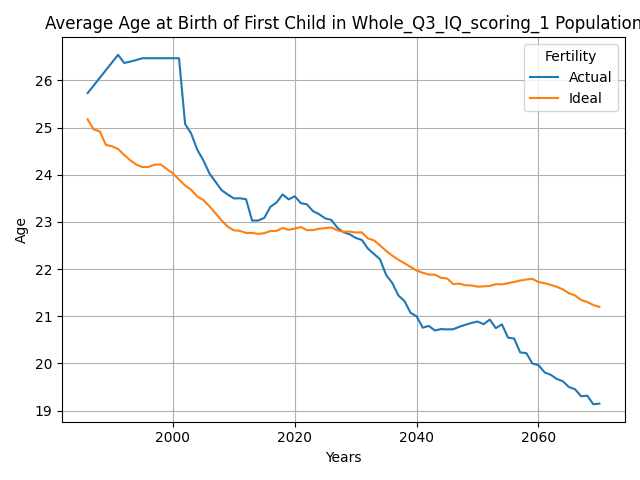 Average Age at Birth of First Child in Whole_Q3_IQ_scoring_1 Population
Fertility
Actual
Ideal
26
25
24
23
22
21
20
19
Age
2000
2020
2040
2060
Years